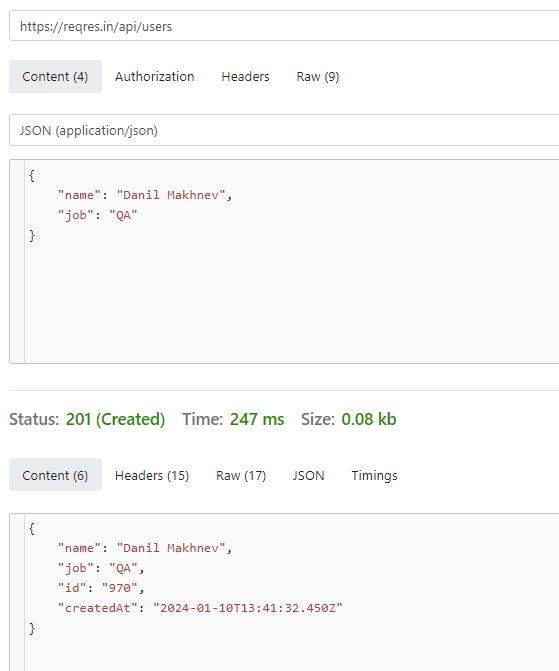 https://reqres.in/api/users
Content (4) Authorization Headers Raw (9)
JSON (application/json)
{
    "name": "Danil Makhnev",
    "job": "QA"
}
Status: 201 (Created) Time: 247 ms Size: 0.08 kb
Content (6) Headers (15) Raw (17) JSON Timings
{
    "name": "Danil Makhnev",
    "job": "QA",
    "id": "970",
    "createdAt": "2024-01-10T13:41:32.450Z"
}